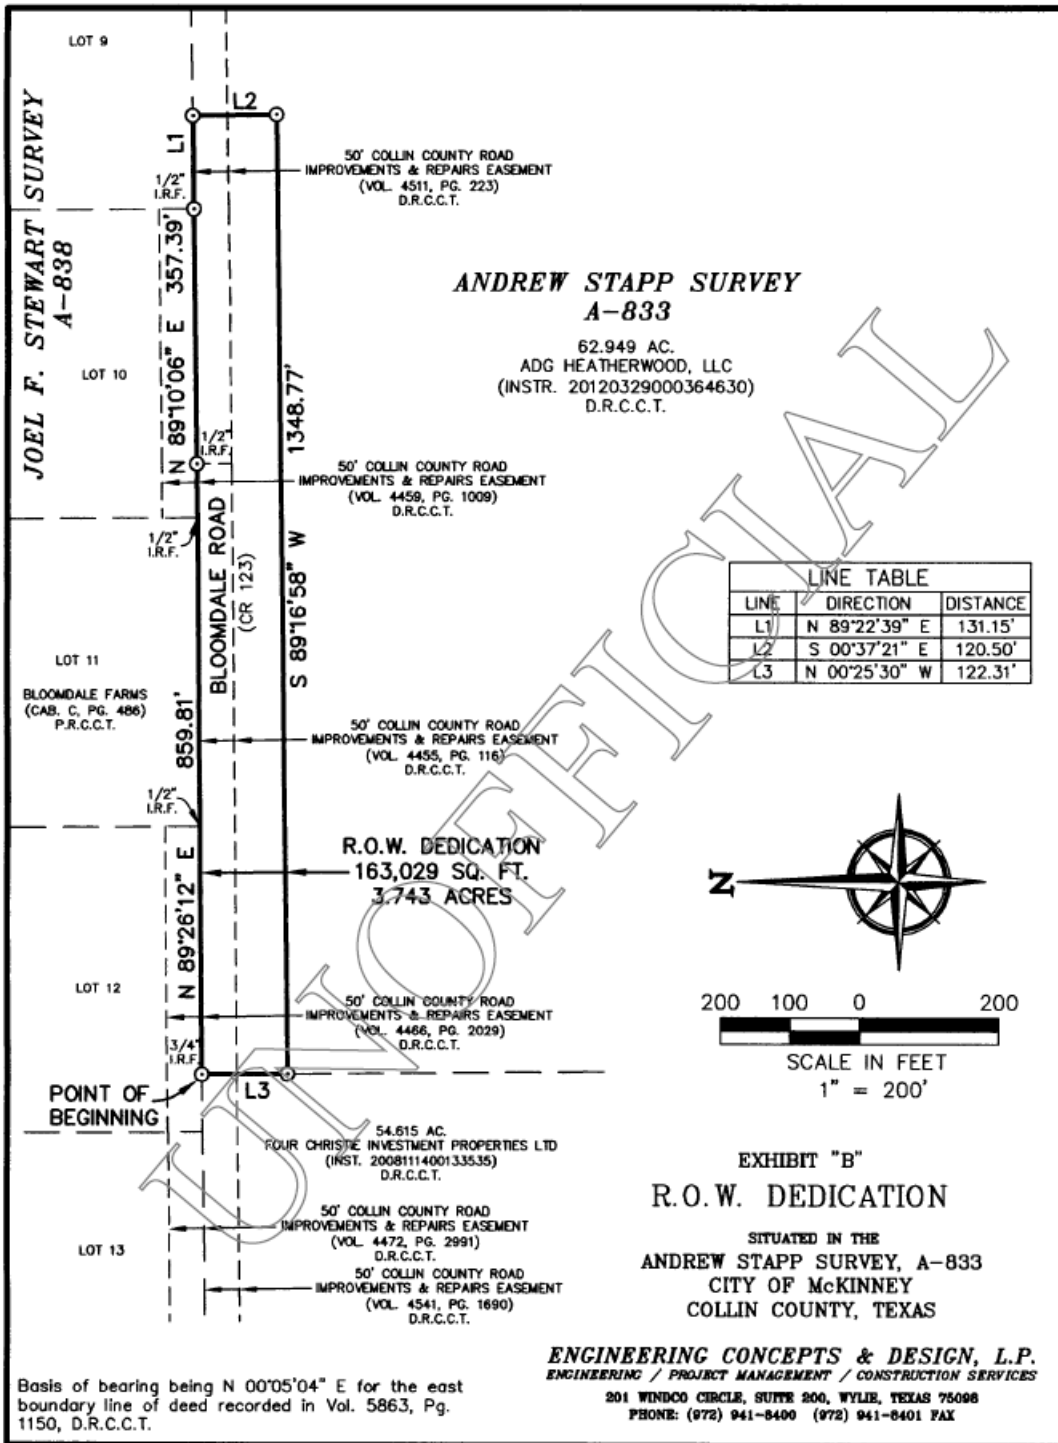 LOT 9
JOEL F. STEWART SURVEY
A-838
L1
L2
1/2"
I.R.F.
50' COLLIN COUNTY ROAD
IMPROVEMENTS & REPAIRS EASEMENT
(VOL. 4511, PG. 223)
D.R.C.C.T.
N 89°10'06" E 357.39'
LOT 10
ANDREW STAPP SURVEY
A-833
62.949 AC.
ADG HEATHERWOOD, LLC
(INSTR. 20120329000364630)
D.R.C.C.T.
S 89°16'58" W 1348.77'
1/2"
I.R.F.
50' COLLIN COUNTY ROAD
IMPROVEMENTS & REPAIRS EASEMENT
(VOL. 4459, PG. 1009)
D.R.C.C.T.
1/2"
I.R.F.
BLOOMDALE ROAD
(CR 123)
LINE TABLE
LINE DIRECTION DISTANCE
L1 N 89°22'39" E 131.15'
L2 S 00°37'21" E 120.50'
L3 N 00°25'30" W 122.31'
LOT 11
BLOOMDALE FARMS
(CAB. C, PG. 486)
P.R.C.C.T.
N 89°26'12" E 859.81'
50' COLLIN COUNTY ROAD
IMPROVEMENTS & REPAIRS EASEMENT
(VOL. 4455, PG. 116)
D.R.C.C.T.
1/2"
I.R.F.
R.O.W. DEDICATION
163,029 SQ. FT.
3.743 ACRES
N
LOT 12
50' COLLIN COUNTY ROAD
IMPROVEMENTS & REPAIRS EASEMENT
(VOL. 4466, PG. 2029)
D.R.C.C.T.
3/4"
I.R.F.
200 100 0 200
SCALE IN FEET
1" = 200'
POINT OF
BEGINNING
L3
54.615 AC.
FOUR CHRISTIE INVESTMENT PROPERTIES LTD
(INST. 2008111400133535)
D.R.C.C.T.
LOT 13
50' COLLIN COUNTY ROAD
IMPROVEMENTS & REPAIRS EASEMENT
(VOL. 4472, PG. 2991)
D.R.C.C.T.
50' COLLIN COUNTY ROAD
IMPROVEMENTS & REPAIRS EASEMENT
(VOL. 4541, PG. 1690)
D.R.C.C.T.
EXHIBIT "B"
R.O.W. DEDICATION
SITUATED IN THE
ANDREW STAPP SURVEY, A-833
CITY OF McKINNEY
COLLIN COUNTY, TEXAS
ENGINEERING CONCEPTS & DESIGN, L.P.
ENGINEERING / PROJECT MANAGEMENT / CONSTRUCTION SERVICES
201 WINDCO CIRCLE, SUITE 200, WYLIE, TEXAS 75098
PHONE: (972) 941-8400 (972) 941-8401 FAX
Basis of bearing being N 00°05'04" E for the east
boundary line of deed recorded in Vol. 5863, Pg.
1150, D.R.C.C.T.
UNOFFICIAL